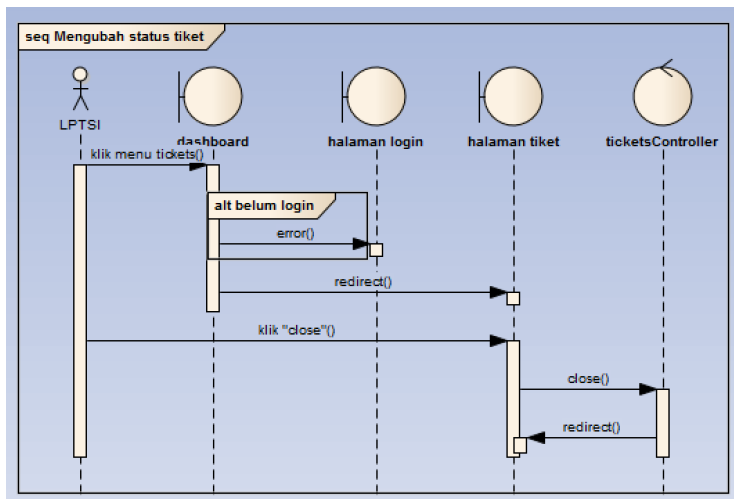 seq Mengubah status tiket
LPTSI
dashboard
halaman login
halaman tiket
ticketsController
klik menu tickets()
alt belum login
error()
redirect()
klik "close"()
close()
redirect()